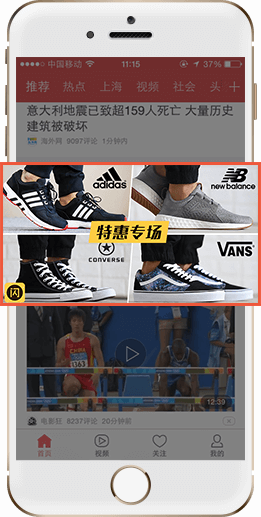 中国移动
11:15
37%
推荐 热点 上海 视频 社会 头
意大利地震已致超159人死亡 大量历史
建筑被破坏
海外网 9097评论 1分钟内
adidas
NB
new balance
特惠专场
CONVERSE
VANS
闪
1363
12:39
电影狂 8237评论 20分钟前
首页 视频 关注 我的